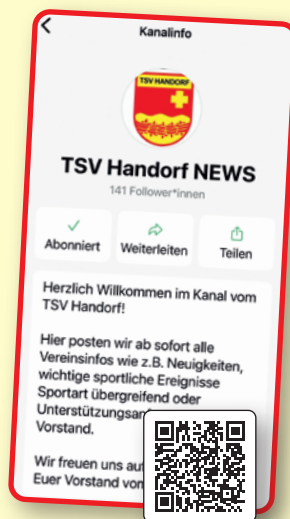 Kanalinfo
TSV HANDORF
TSV Handorf NEWS
141 Follower*innen
Abonniert Weiterleiten Teilen
Herzlich Willkommen im Kanal vom
TSV Handorf!
Hier posten wir ab sofort alle
Vereinsinfos wie z.B. Neuigkeiten,
wichtige sportliche Ereignisse
Sportart übergreifend oder
Vorstand.
Wir freuen uns auf
Euer Vorstand